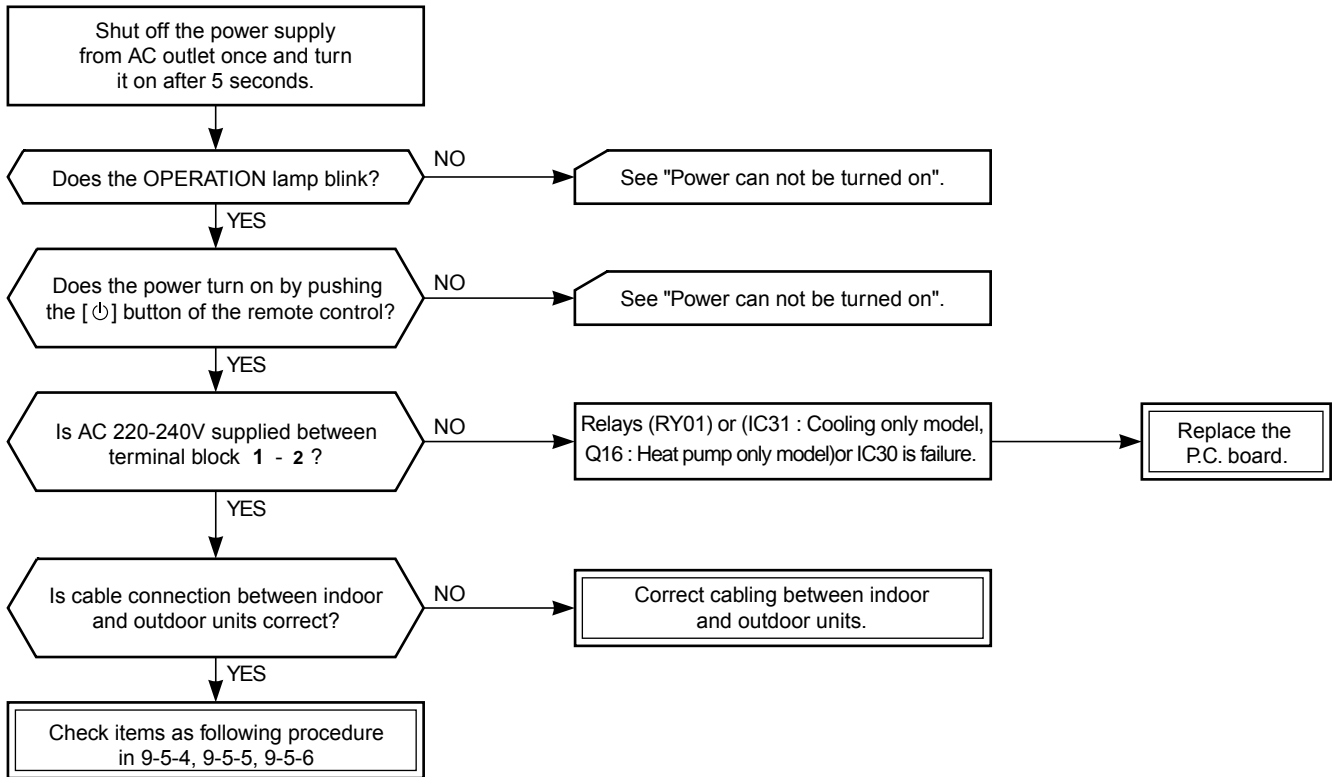 Shut off the power supply
from AC outlet once and turn
it on after 5 seconds.
Does the OPERATION lamp blink?
NO
See "Power can not be turned on".
YES
Does the power turn on by pushing
the [⏻] button of the remote control?
NO
See "Power can not be turned on".
YES
Is AC 220-240V supplied between
terminal block 1 - 2 ?
NO
Relays (RY01) or (IC31 : Cooling only model,
Q16 : Heat pump only model)or IC30 is failure.
Replace the
P.C. board.
YES
Is cable connection between indoor
and outdoor units correct?
NO
Correct cabling between indoor
and outdoor units.
YES
Check items as following procedure
in 9-5-4, 9-5-5, 9-5-6